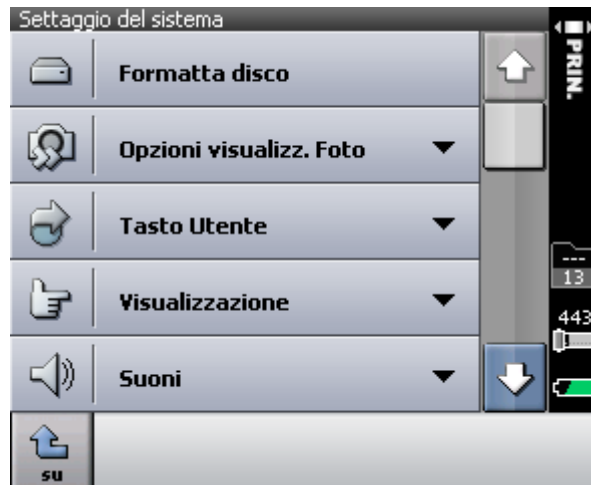 Settaggio del sistema
PRIN.
Formatta disco
Opzioni visualizz. Foto
Tasto Utente
---
13
Visualizzazione
443
Suoni
su